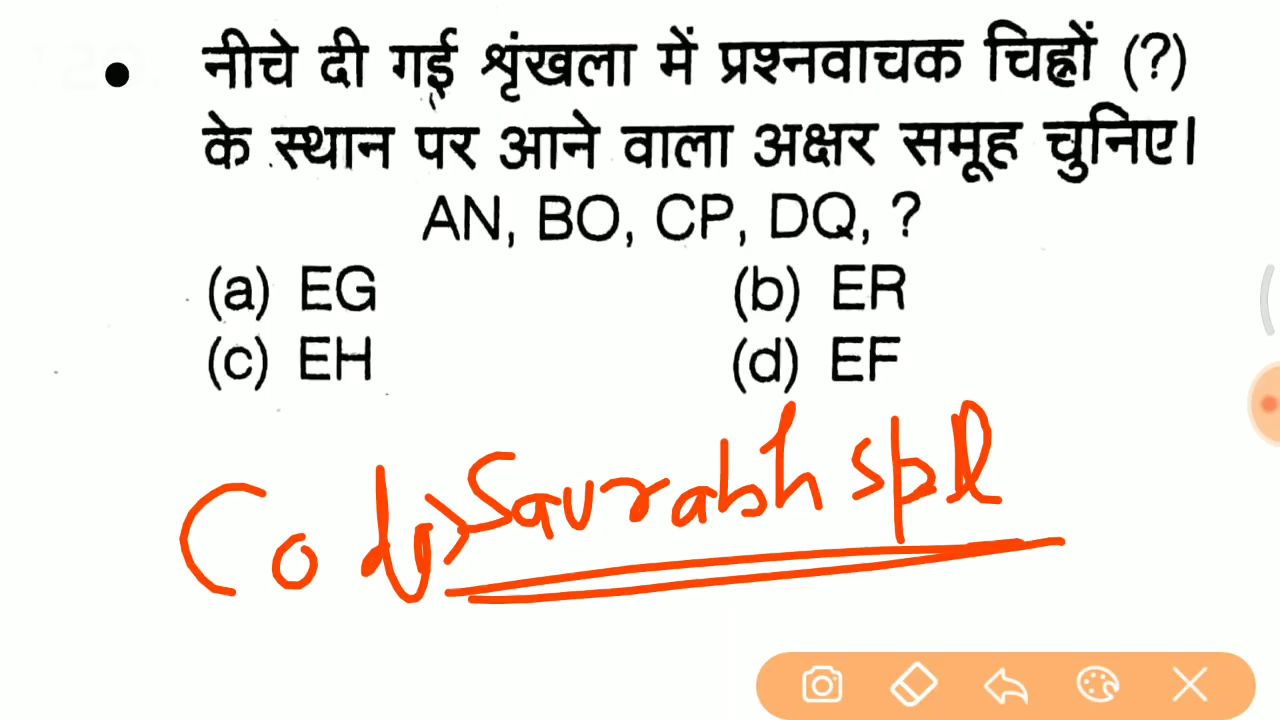 नीचे दी गई शृंखला में प्रश्नवाचक चिह्नों (?)
के स्थान पर आने वाला अक्षर समूह चुनिए।
AN, BO, CP, DQ, ?
(a) EG (b) ER
(c) EH (d) EF
Code Saurabh spl